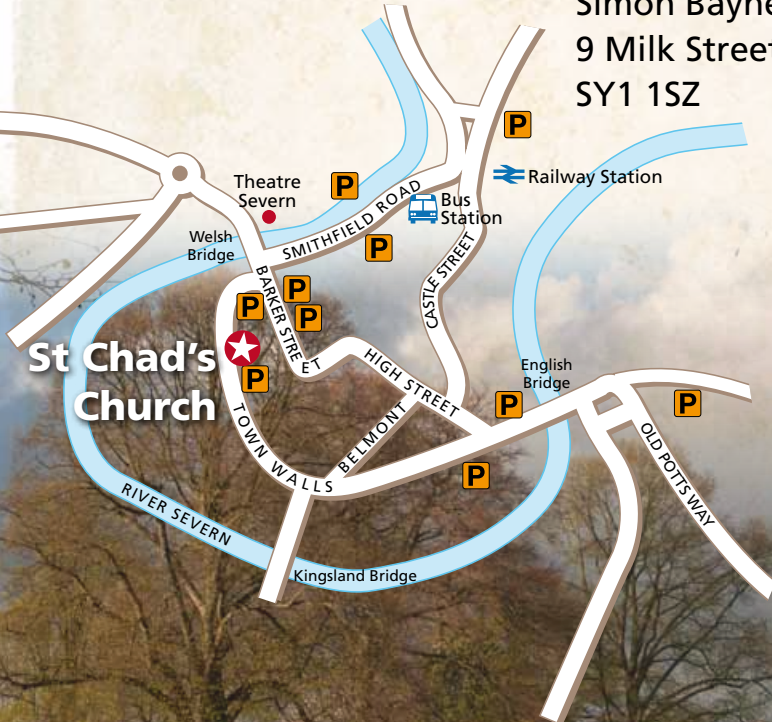 Simon Bayne
9 Milk Street
SY1 1SZ
P
Railway Station
Theatre
Severn
P
SMITHFIELD ROAD
Bus
Station
Welsh
Bridge
P
CASTLE STREET
BARKER STREET
P
P
P
St Chad's
Church
P
HIGH STREET
English
Bridge
P
P
TOWN WALLS
BELMONT
OLD POTTS WAY
P
RIVER SEVERN
Kingsland Bridge